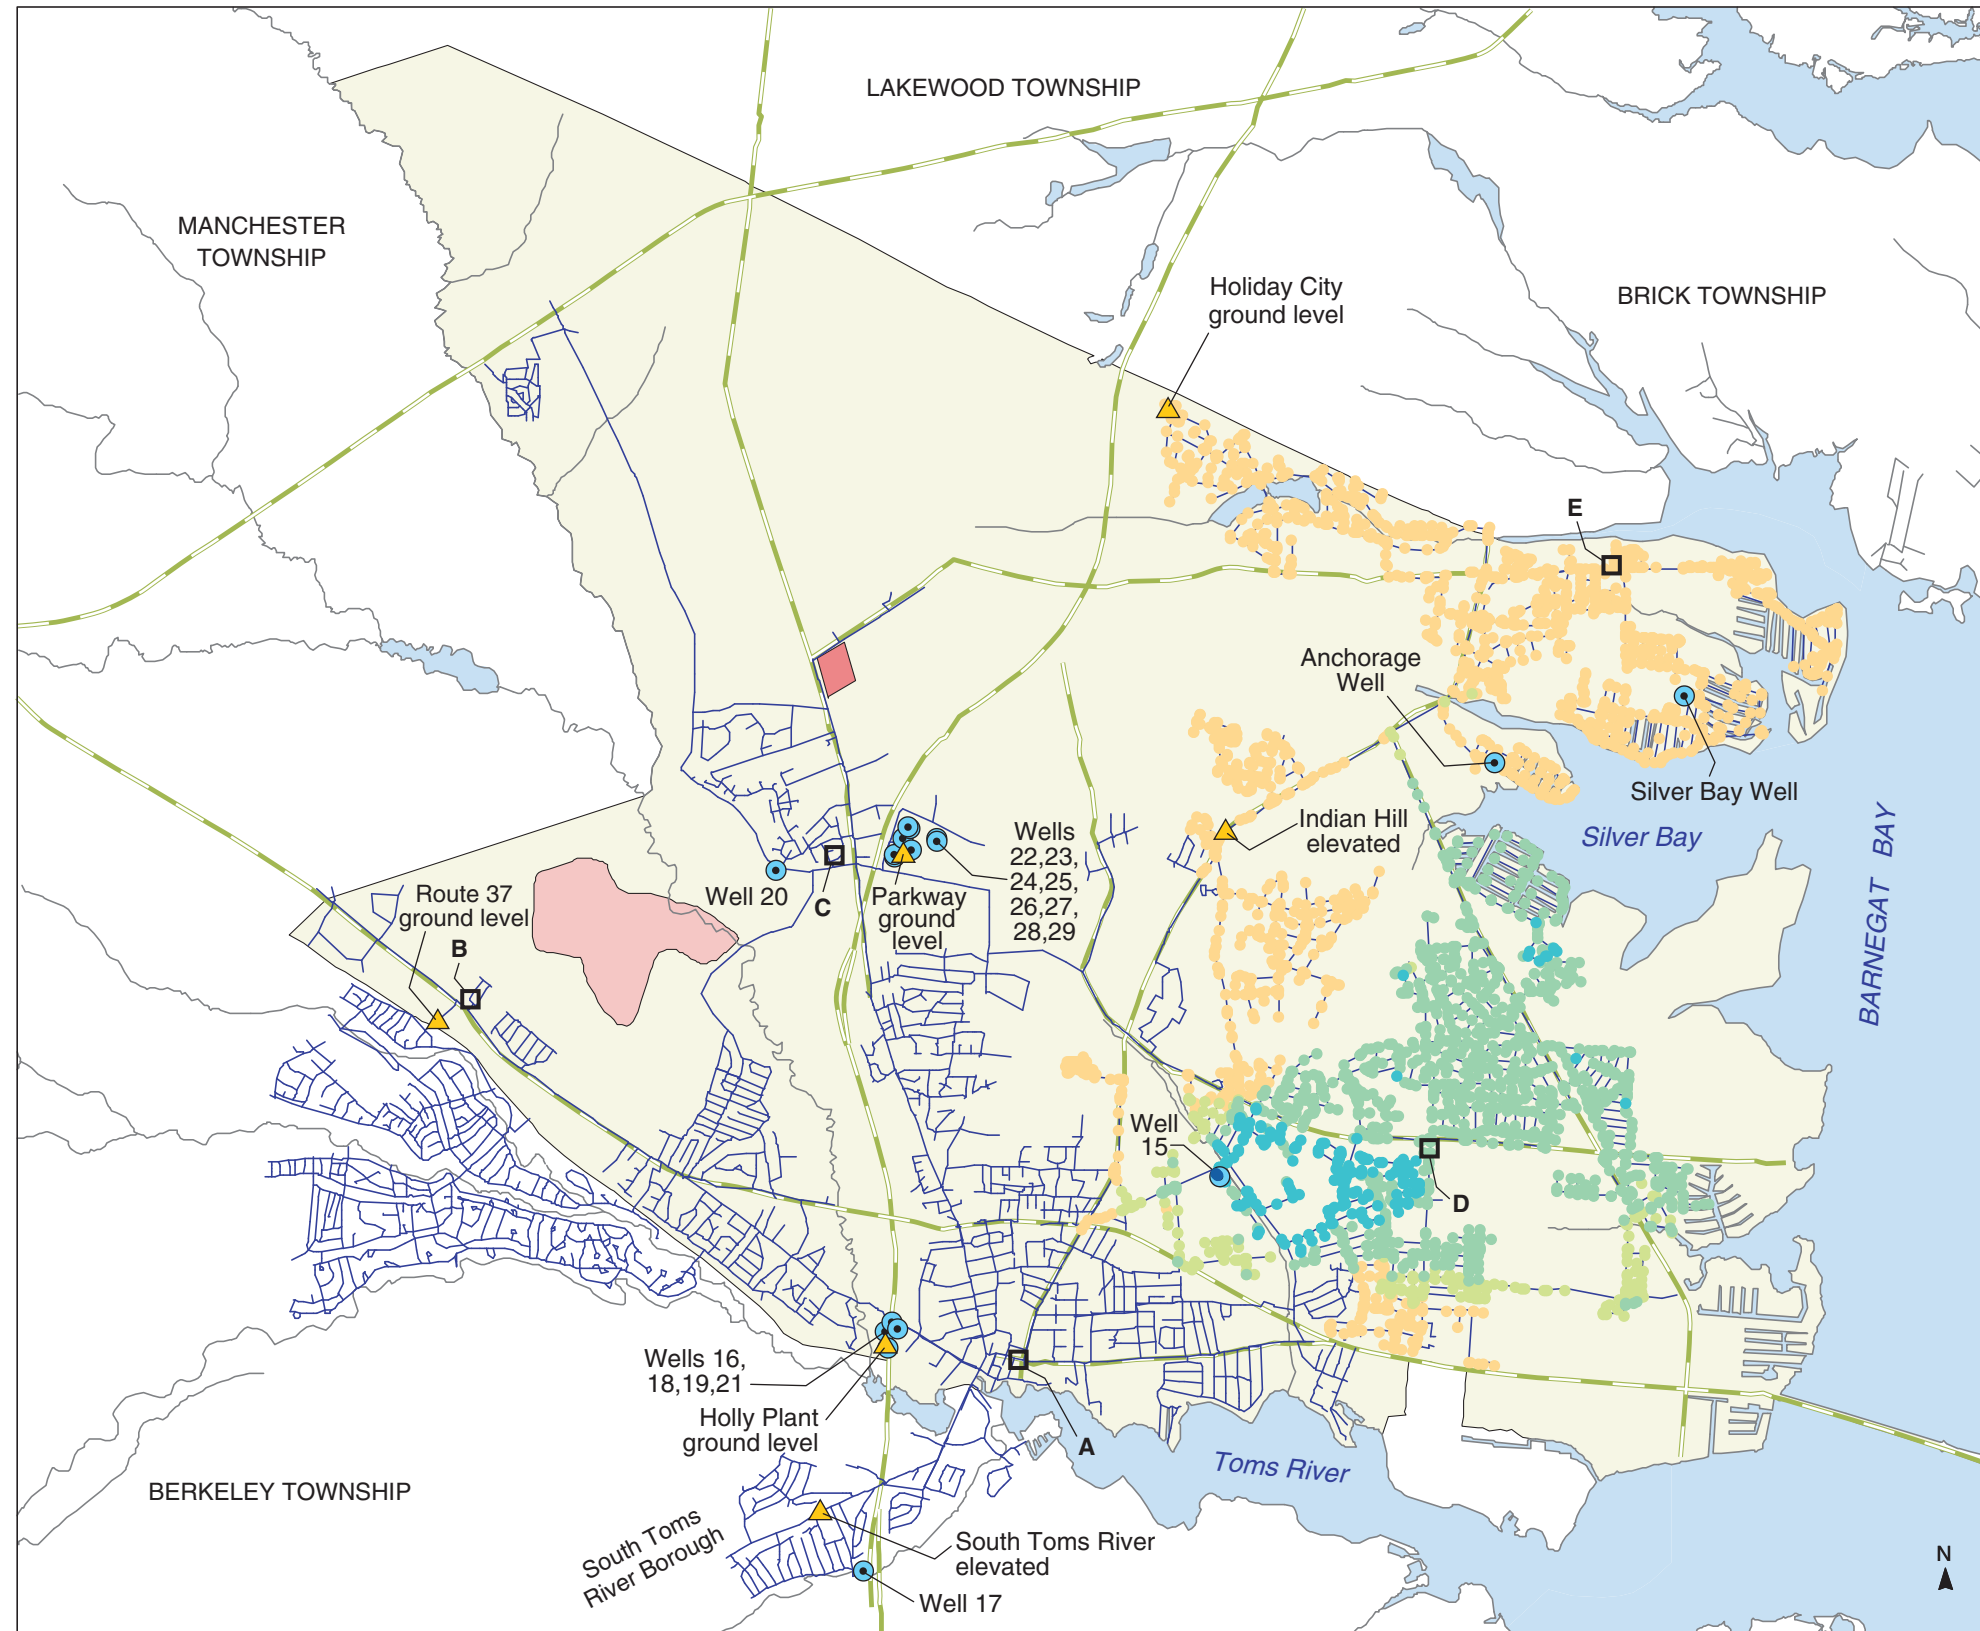 LAKEWOOD TOWNSHIP
MANCHESTER
TOWNSHIP
Holiday City
ground level
BRICK TOWNSHIP
E
Anchorage
Well
Silver Bay Well
Indian Hill
elevated
Silver Bay
BARNEGAT BAY
Wells
22,23,
24,25,
26,27,
28,29
Well 20
C
Parkway
ground
level
Route 37
ground level
B
Well
15
D
Wells 16,
18,19,21
Holly Plant
ground level
A
Toms River
BERKELEY TOWNSHIP
South Toms
River Borough
South Toms River
elevated
Well 17
N